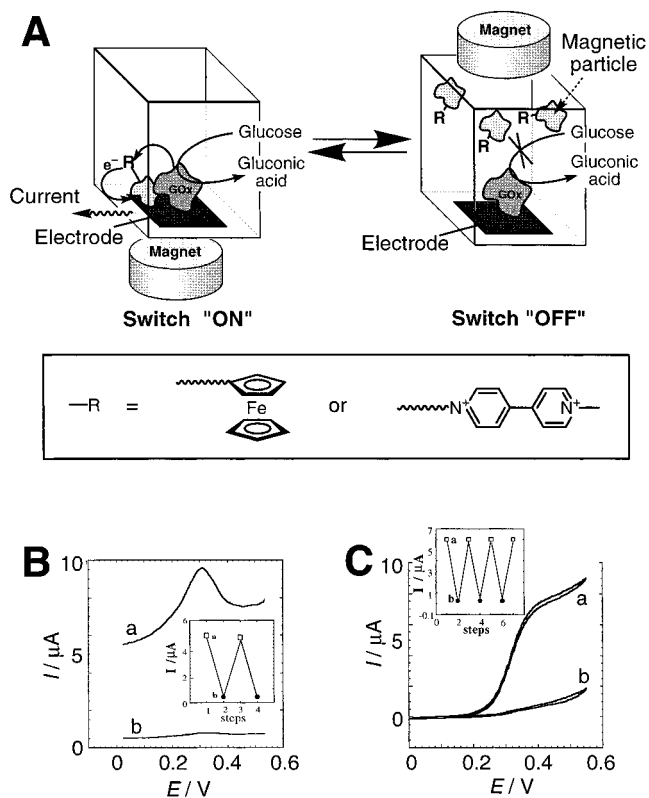 A
Magnet
Magnetic
particle
R
R
R
Glucose
Gluconic
acid
GOx
Electrode
e⁻
R
Glucose
Gluconic
acid
GOx
Current
Electrode
Magnet
Switch "ON"
Switch "OFF"
—R =
Fe
or
N⁺
N⁺
B
10
5
0
I / μA
a
b
0 0.2 0.4 0.6
E / V
6
4
2
0
I /μA
a
b
1 2 3 4
steps
C
10
5
0
I / μA
a
b
0 0.2 0.4 0.6
E / V
7
6
4
3
1
-0.1
I /μA
a
b
0 2 4 6
steps